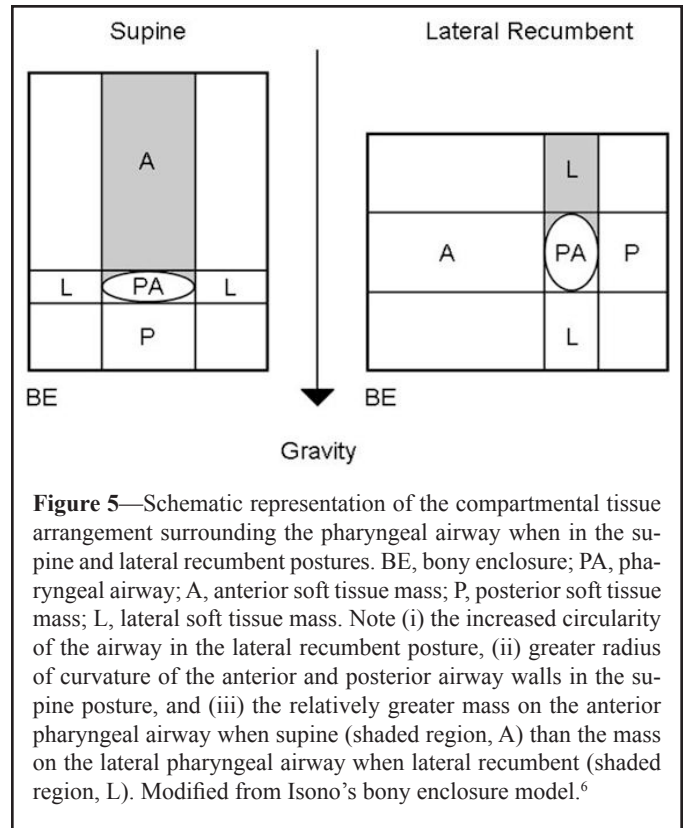 Supine
Lateral Recumbent
A
L
PA
L
P
BE
L
A
PA
P
L
BE
Gravity
Figure 5—Schematic representation of the compartmental tissue
arrangement surrounding the pharyngeal airway when in the su-
pine and lateral recumbent postures. BE, bony enclosure; PA, pha-
ryngeal airway; A, anterior soft tissue mass; P, posterior soft tissue
mass; L, lateral soft tissue mass. Note (i) the increased circularity
of the airway in the lateral recumbent posture, (ii) greater radius
of curvature of the anterior and posterior airway walls in the su-
pine posture, and (iii) the relatively greater mass on the anterior
pharyngeal airway when supine (shaded region, A) than the mass
on the lateral pharyngeal airway when lateral recumbent (shaded
region, L). Modified from Isono’s bony enclosure model.⁶